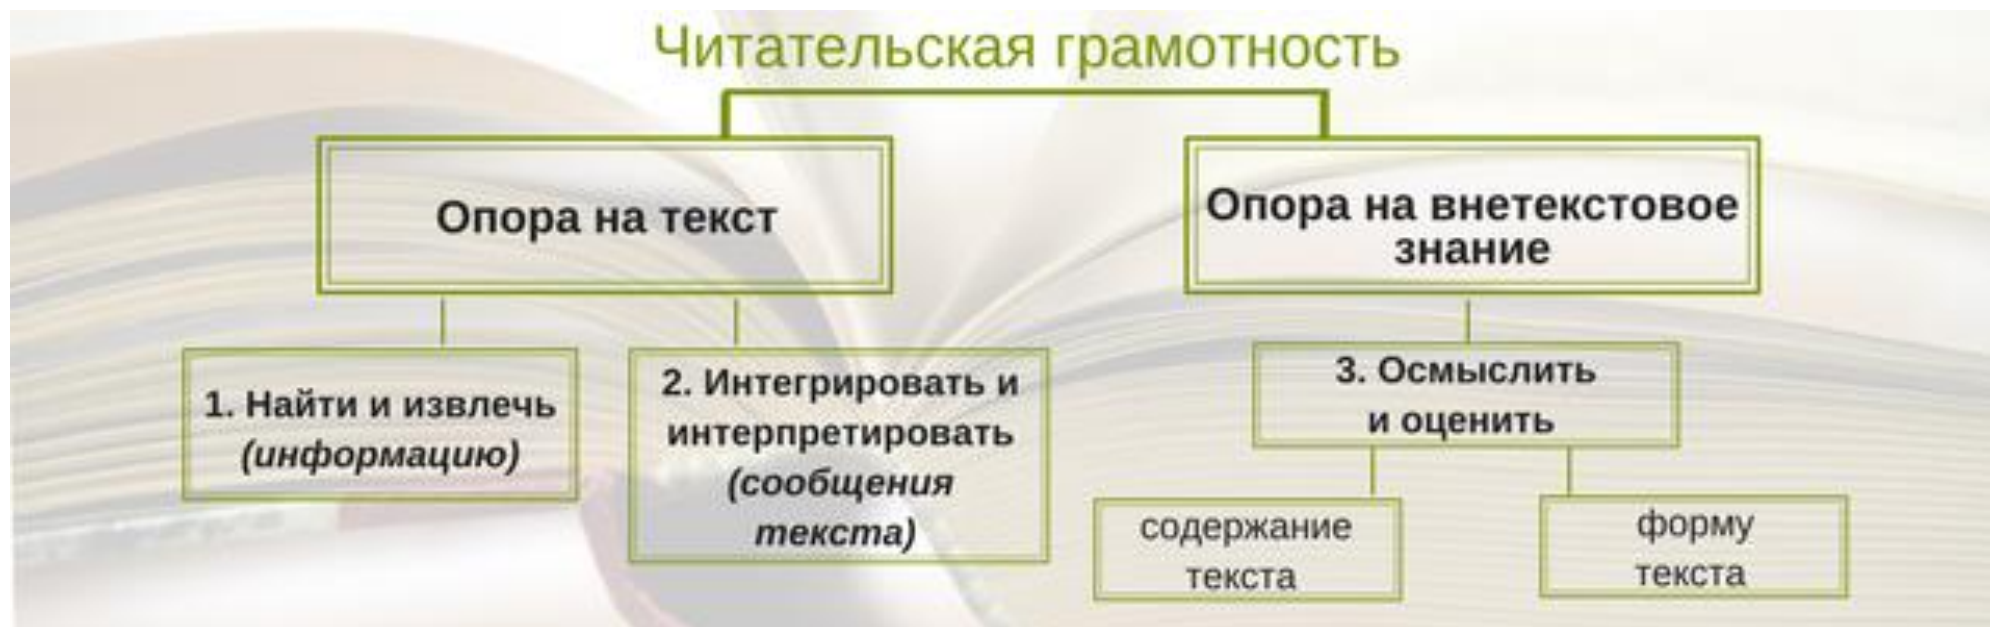 Читательская грамотность
Опора на текст
Опора на внетекстовое
знание
1. Найти и извлечь
(информацию)
2. Интегрировать и
интерпретировать
(сообщения
текста)
3. Осмыслить
и оценить
содержание
текста
форму
текста